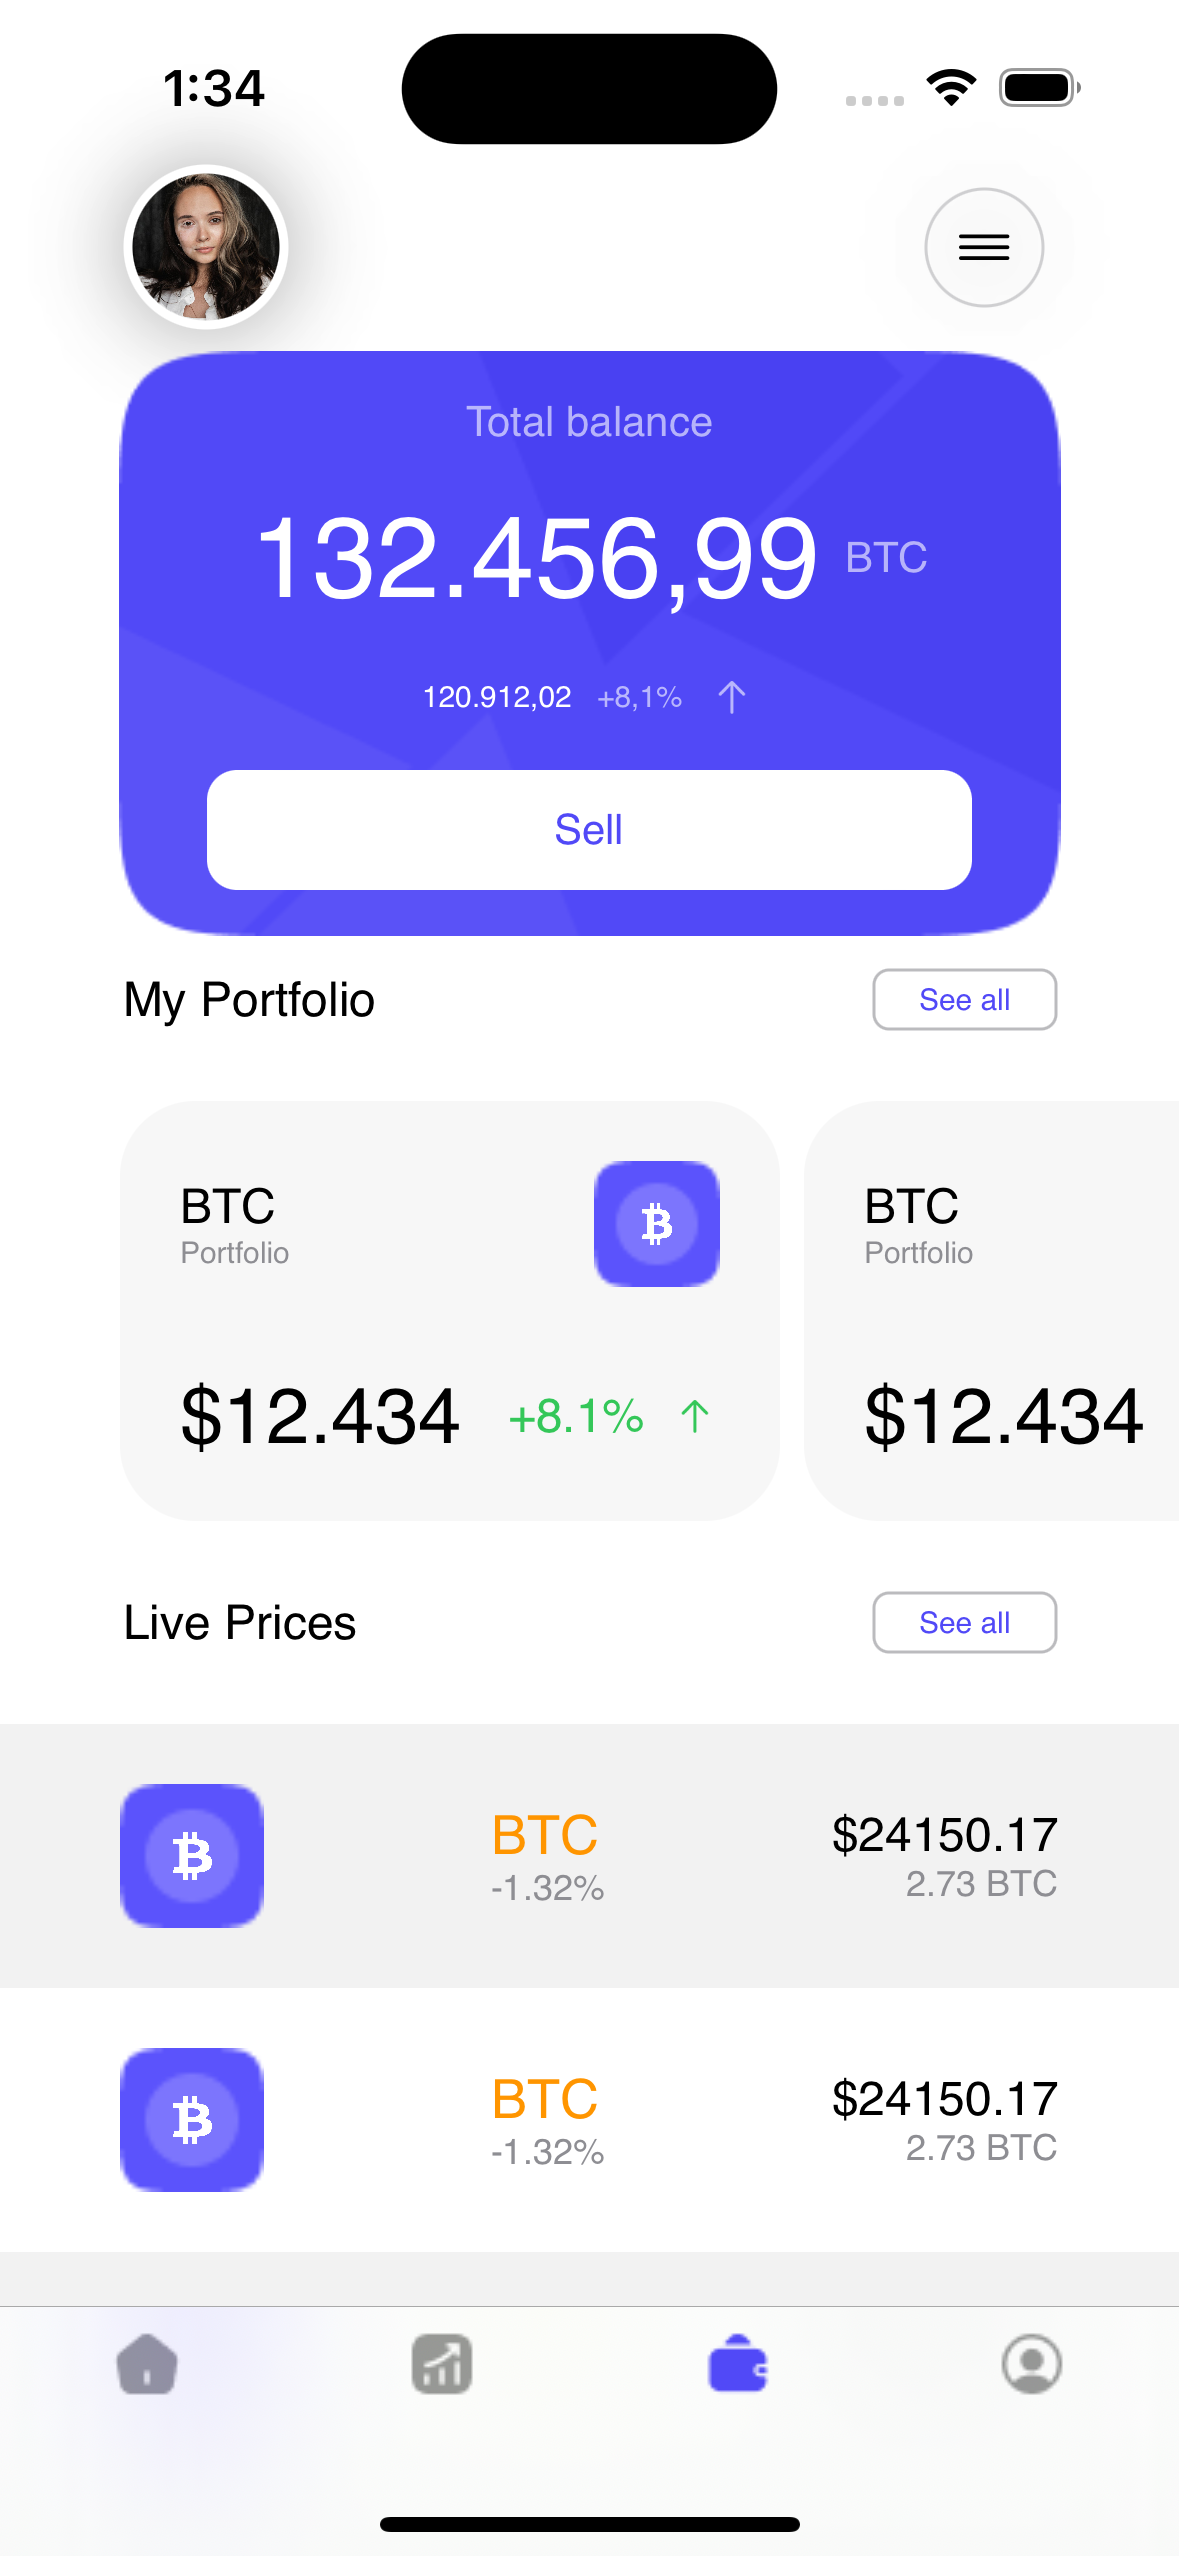 1:34
Total balance
132.456,99 BTC
120.912,02 +8,1%
Sell
My Portfolio See all
BTC BTC
Portfolio Portfolio
$12.434 +8.1% $12.434
Live Prices See all
BTC $24150.17
-1.32% 2.73 BTC
BTC $24150.17
-1.32% 2.73 BTC